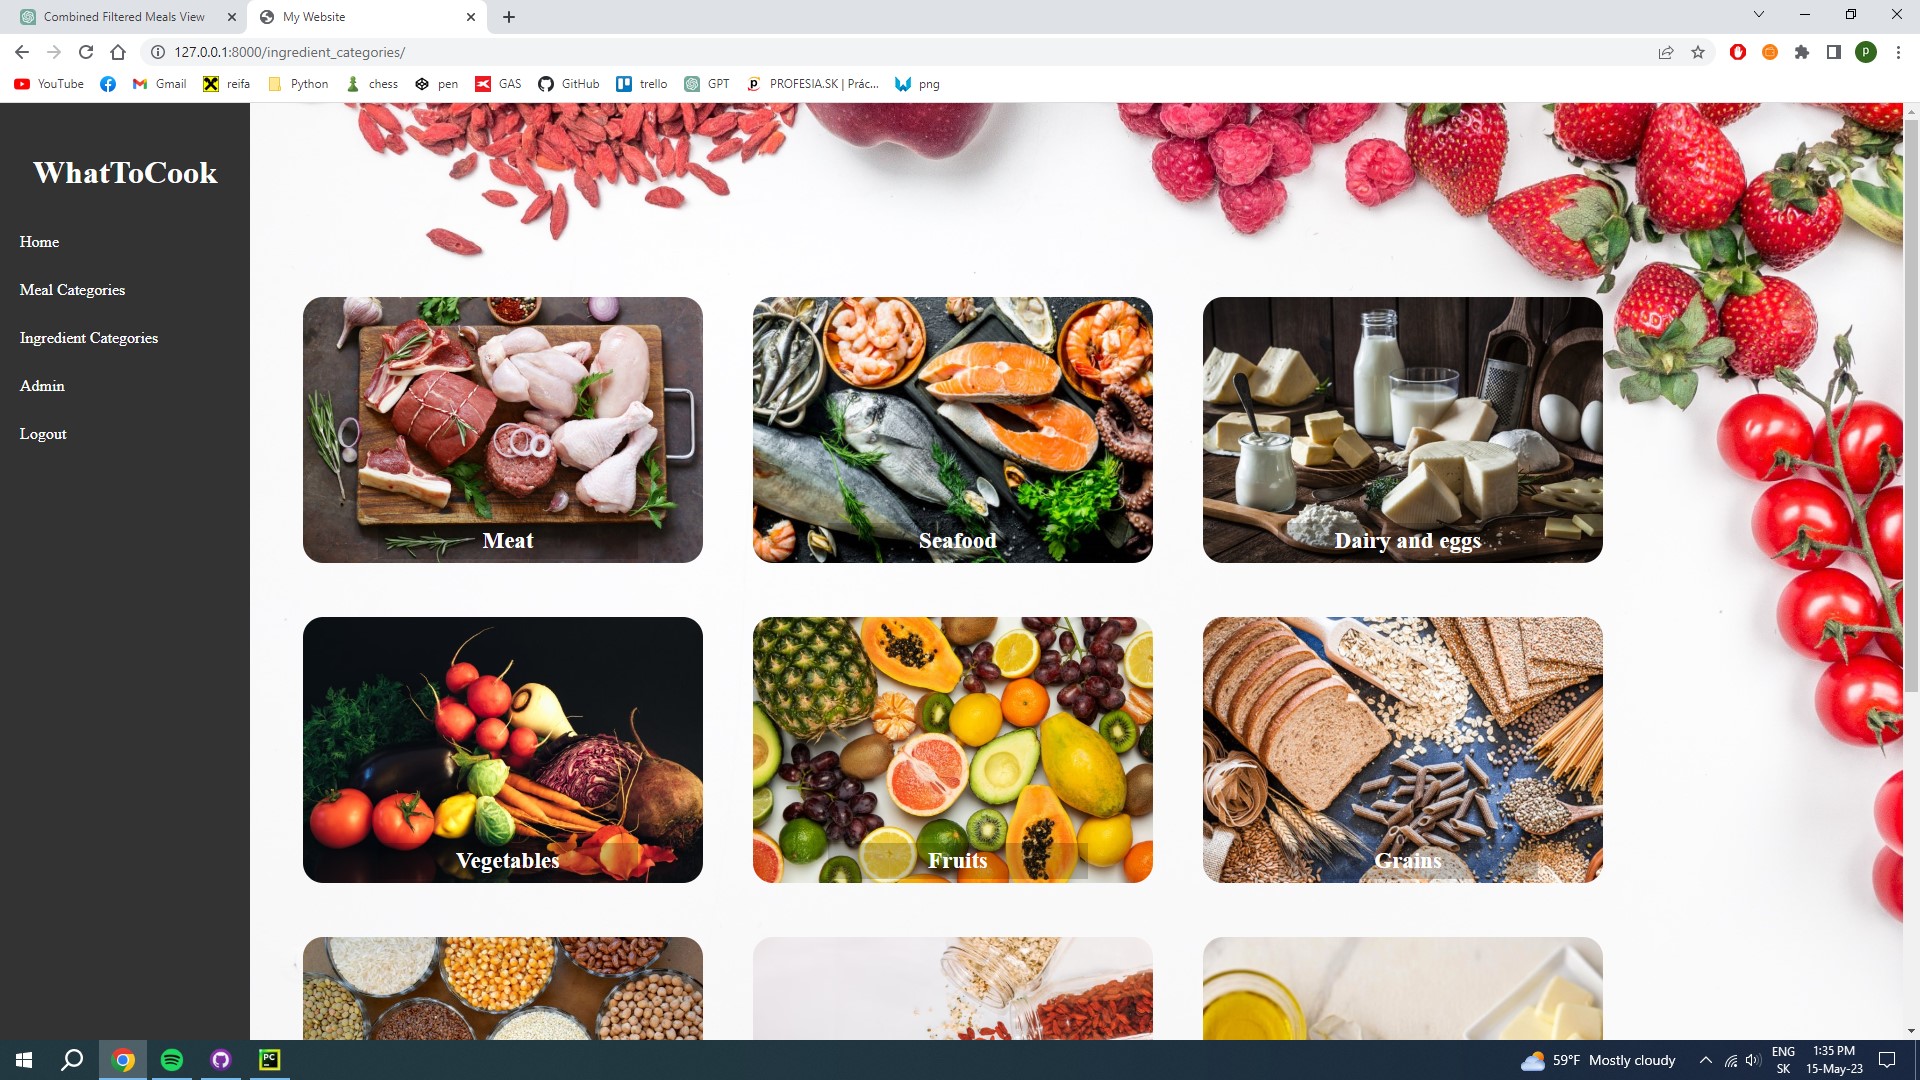 Combined Filtered Meals View
My Website
127.0.0.1:8000/ingredient_categories/
P
YouTube
Gmail
reifa
Python
chess
pen
GAS
GitHub
trello
GPT
PROFESIA.SK | Prác...
png
WhatToCook
Home
Meal Categories
Ingredient Categories
Admin
Logout
Meat
Seafood
Dairy and eggs
Vegetables
Fruits
Grains
PC
59°F Mostly cloudy
ENG
SK
1:35 PM
15-May-23